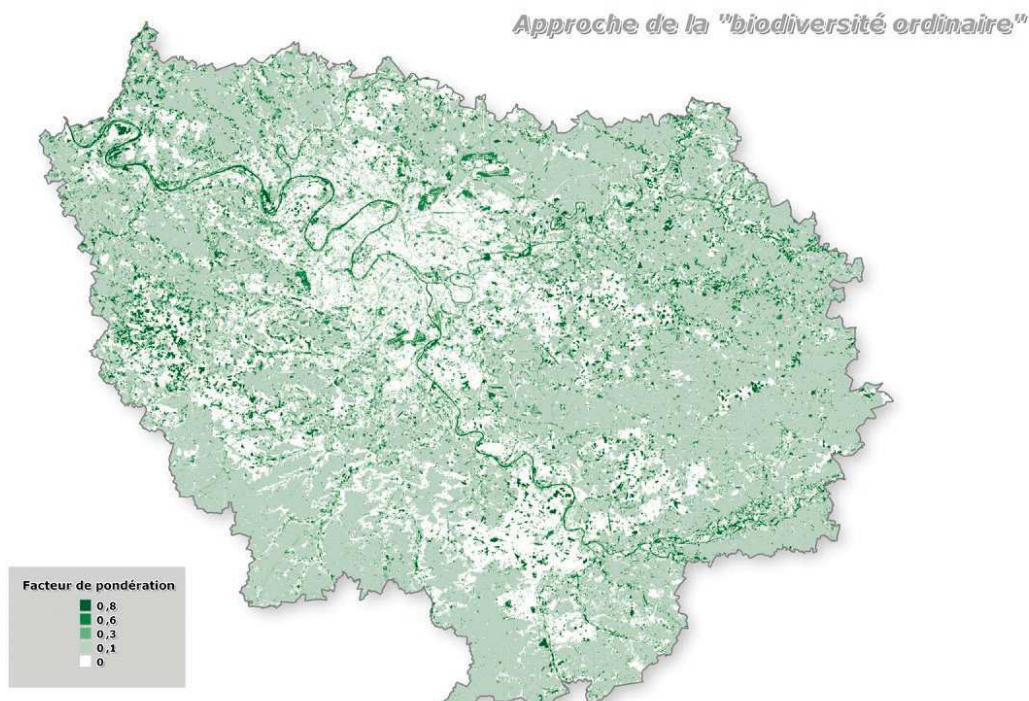 Approche de la "biodiversité ordinaire"
Facteur de pondération
0,8
0,6
0,3
0,1
0